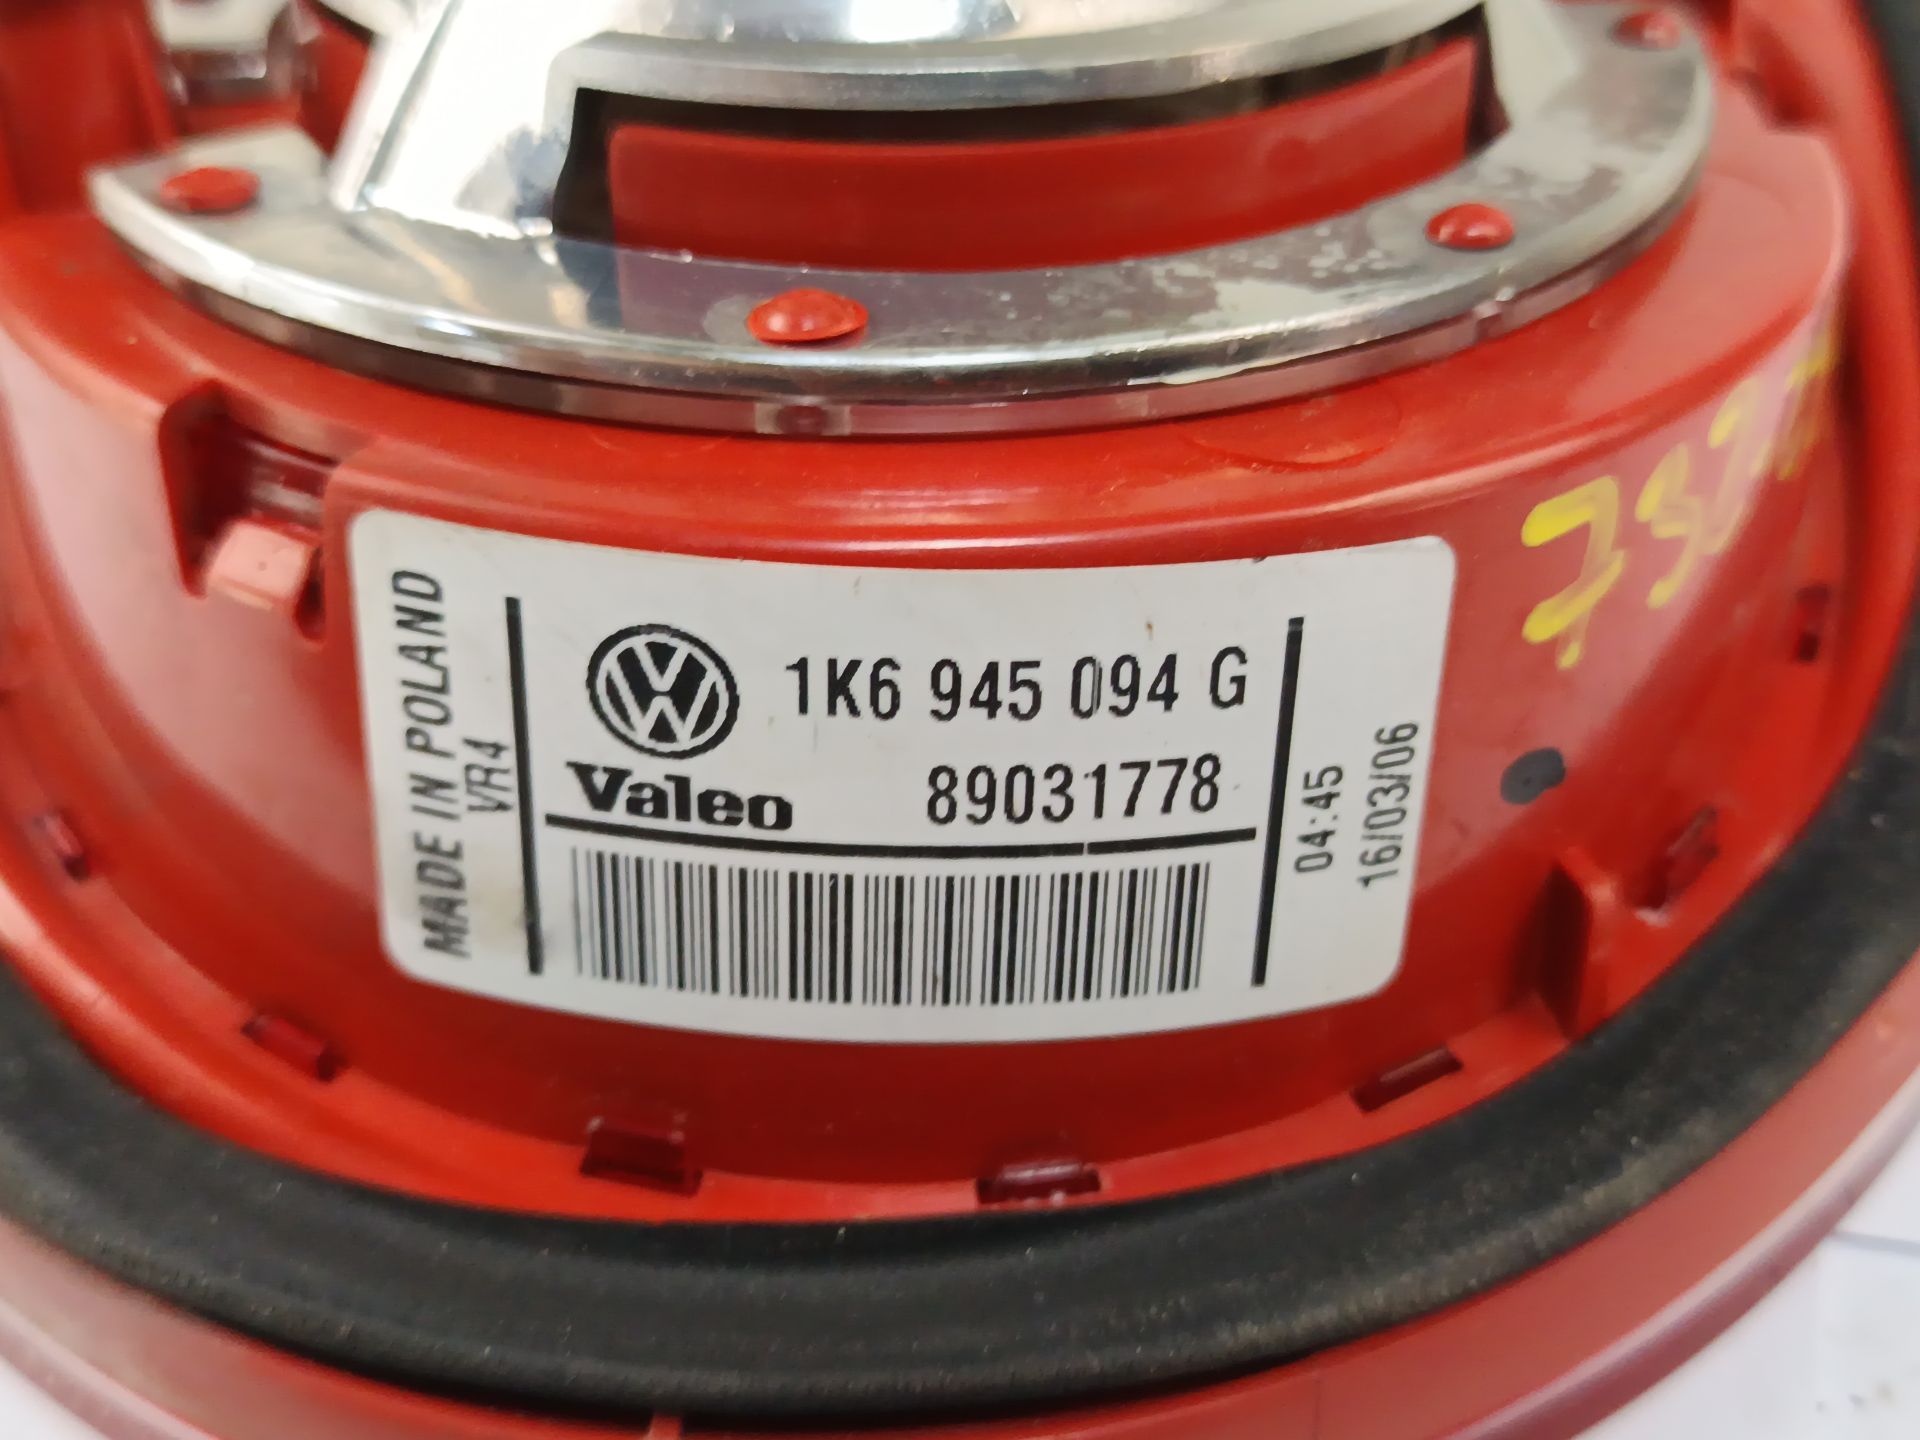 MADE IN POLAND
VR4
1K6 945 094 G
Valeo 89031778
04:45
16/03/06